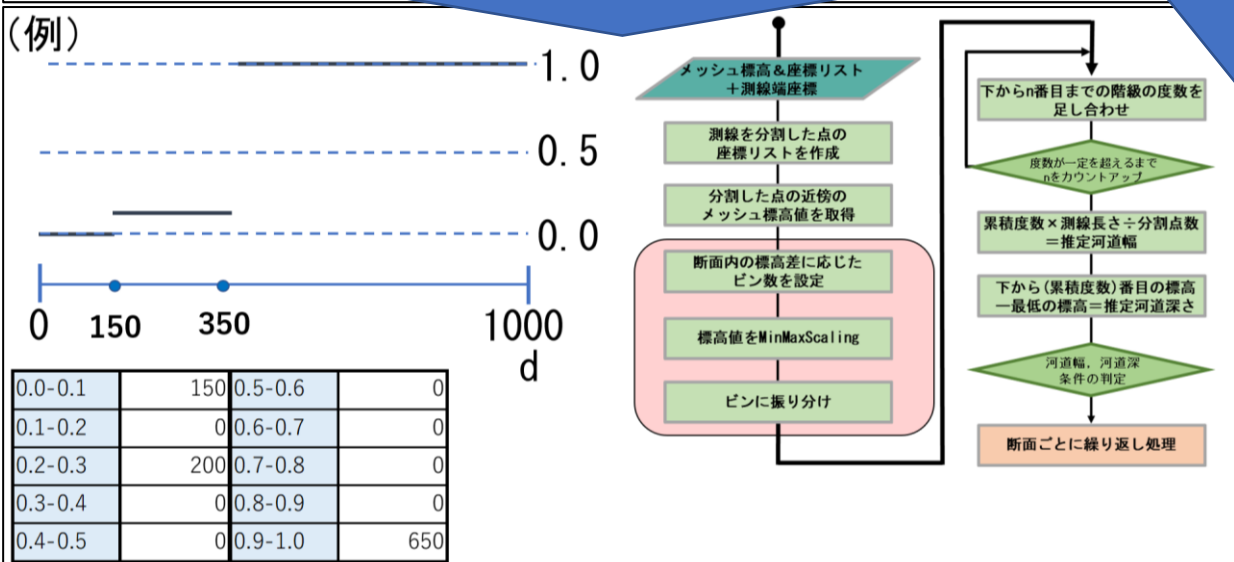 (例)
1.0
0.5
0.0
0
150
350
1000
d
0.0-0.1 150 0.5-0.6 0
0.1-0.2 0 0.6-0.7 0
0.2-0.3 200 0.7-0.8 0
0.3-0.4 0 0.8-0.9 0
0.4-0.5 0 0.9-1.0 650
メッシュ標高&座標リスト
+測線端座標
測線を分割した点の
座標リストを作成
分割した点の近傍の
メッシュ標高値を取得
断面内の標高差に応じた
ビン数を設定
標高値をMinMaxScaling
ビンに振り分け
下からn番目までの階級の度数を
足し合わせ
度数が一定を超えるまで
nをカウントアップ
累積度数×測線長さ÷分割点数
=推定河道幅
下から(累積度数)番目の標高
―最低の標高=推定河道深さ
河道幅，河道深
条件の判定
断面ごとに繰り返し処理